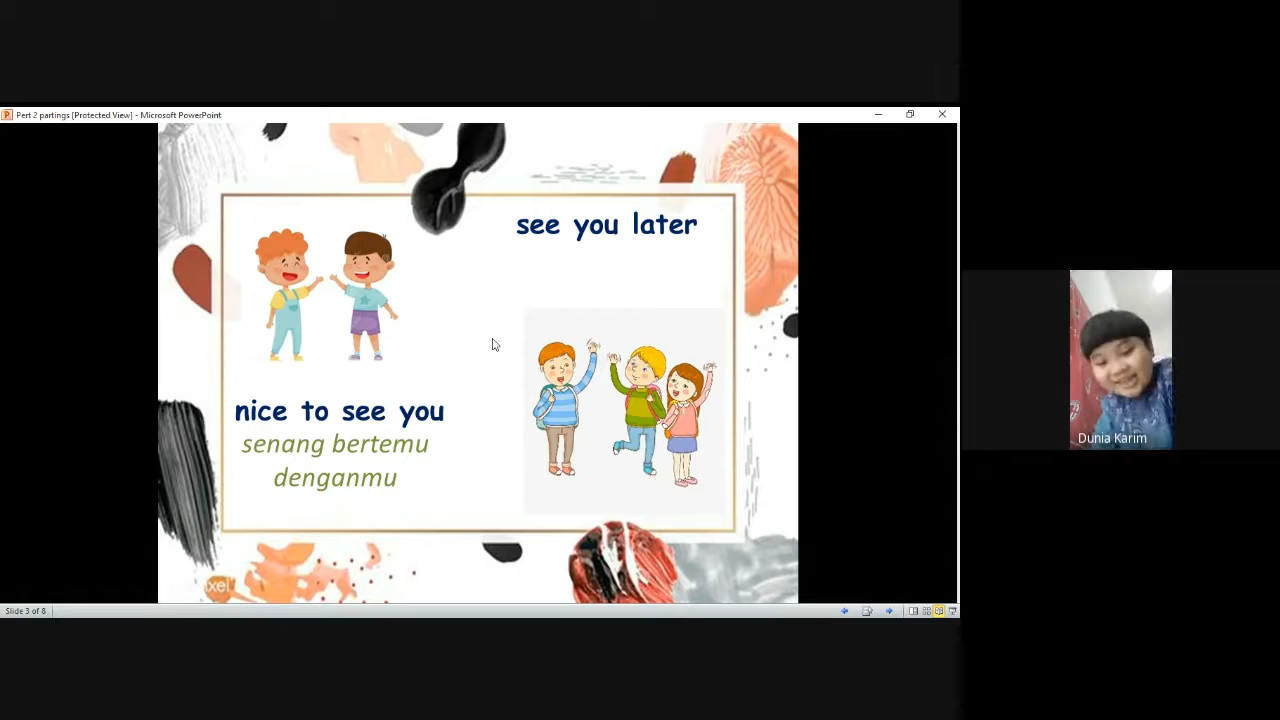 Pert 2 partings [Protected View] - Microsoft PowerPoint
see you later
nice to see you
senang bertemu
denganmu
Dunia Karim
Slide 3 of 8